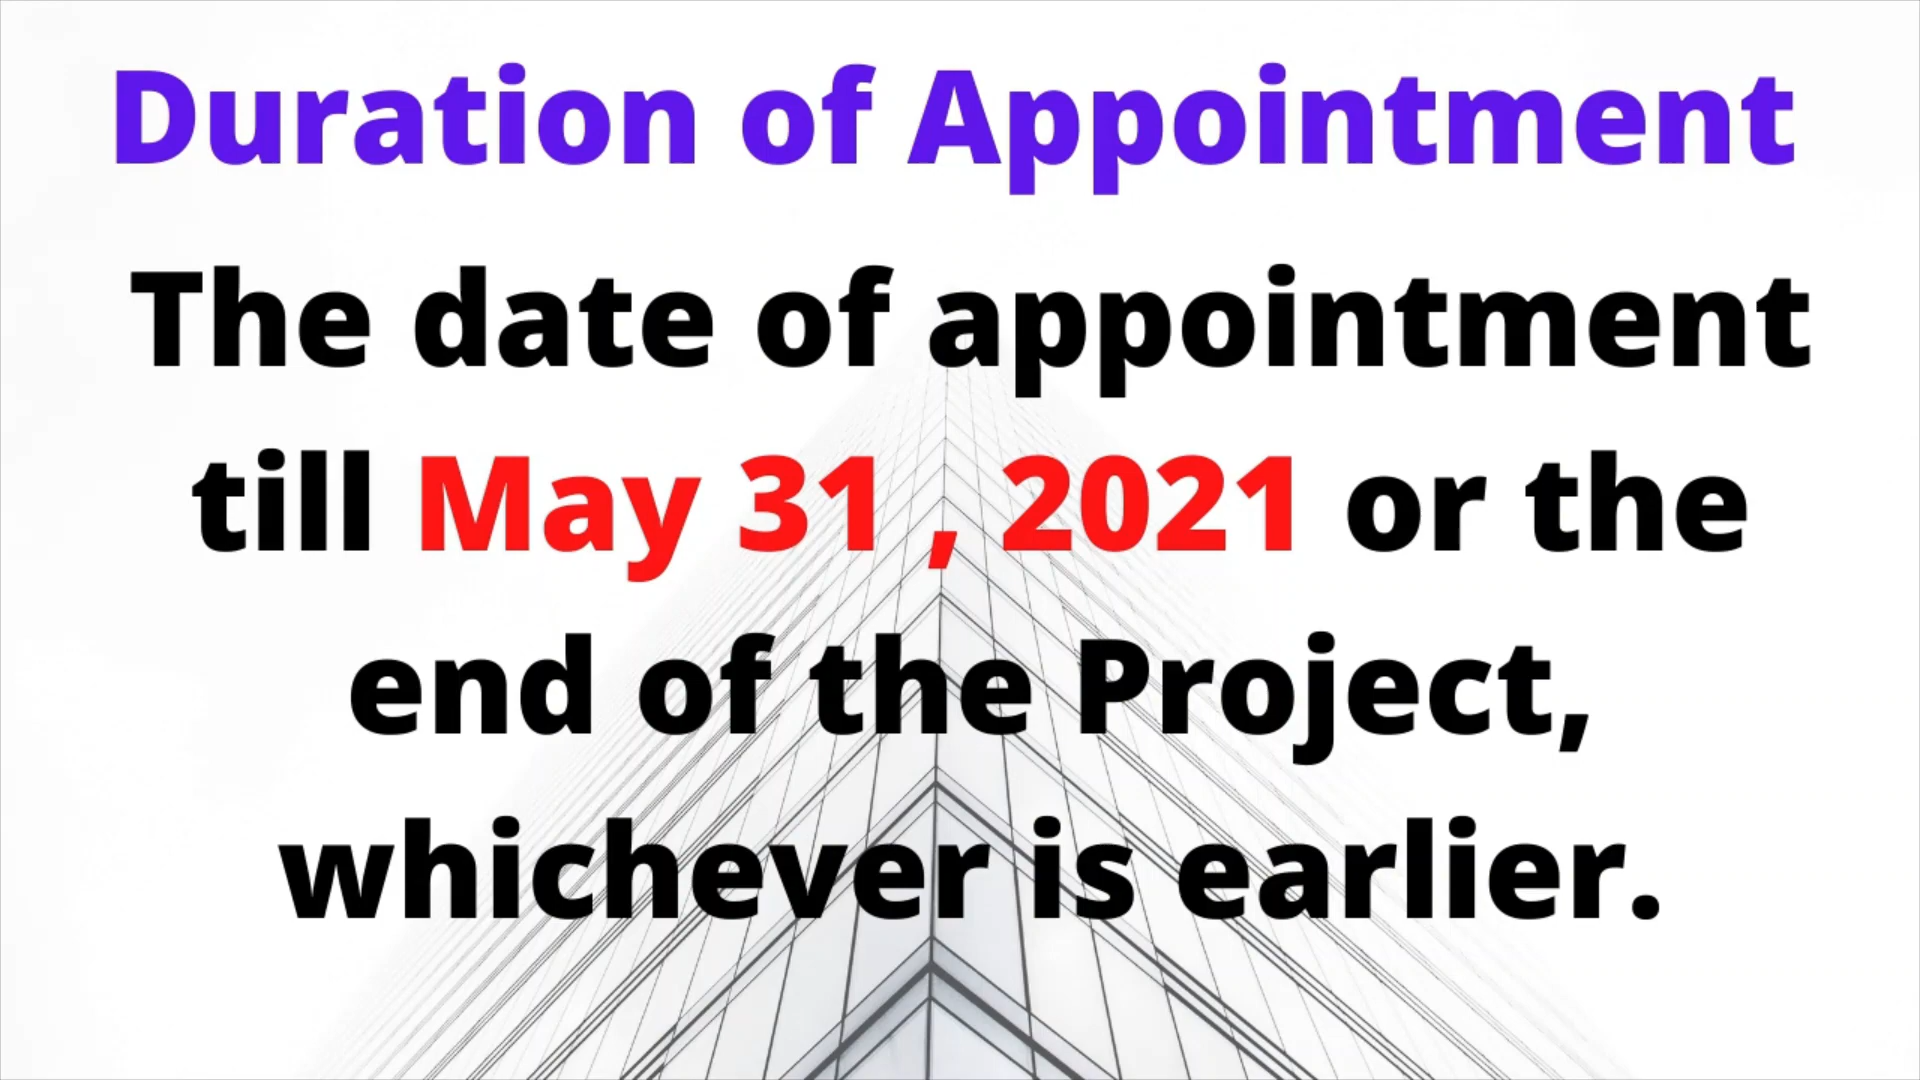 Duration of Appointment
The date of appointment
till May 31 , 2021 or the
end of the Project,
whichever is earlier.